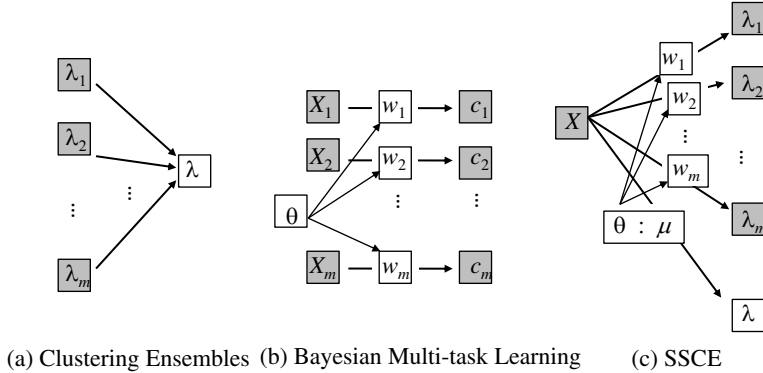 λ1
λ2
⋮
⋮
λm
λ
X1 w1 c1
X2 w2 c2
⋮ ⋮
θ
Xm wm cm
λ1
w1
w2 λ2
X
⋮
⋮
wm
λm
θ : μ
λ
(a) Clustering Ensembles (b) Bayesian Multi-task Learning (c) SSCE